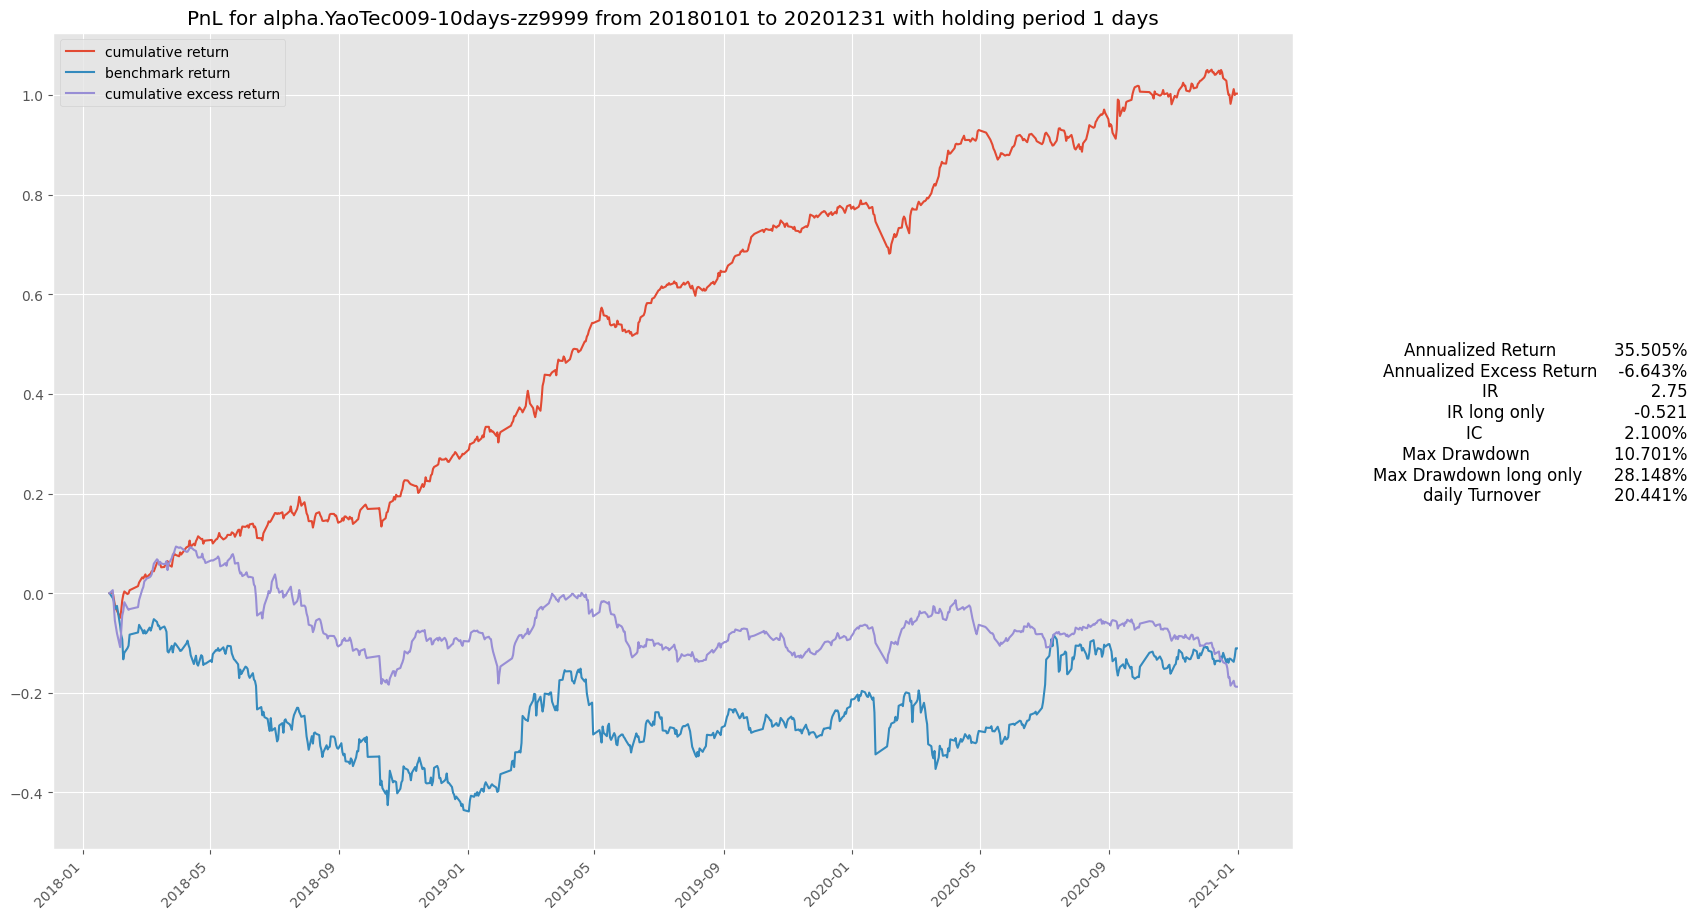 PnL for alpha.YaoTec009-10days-zz9999 from 20180101 to 20201231 with holding period 1 days
cumulative return
benchmark return
cumulative excess return
1.0
0.8
0.6
0.4
0.2
0.0
−0.2
−0.4
2018-01
2018-05
2018-09
2019-01
2019-05
2019-09
2020-01
2020-05
2020-09
2021-01
Annualized Return 35.505%
Annualized Excess Return -6.643%
IR 2.75
IR long only -0.521
IC 2.100%
Max Drawdown 10.701%
Max Drawdown long only 28.148%
daily Turnover 20.441%